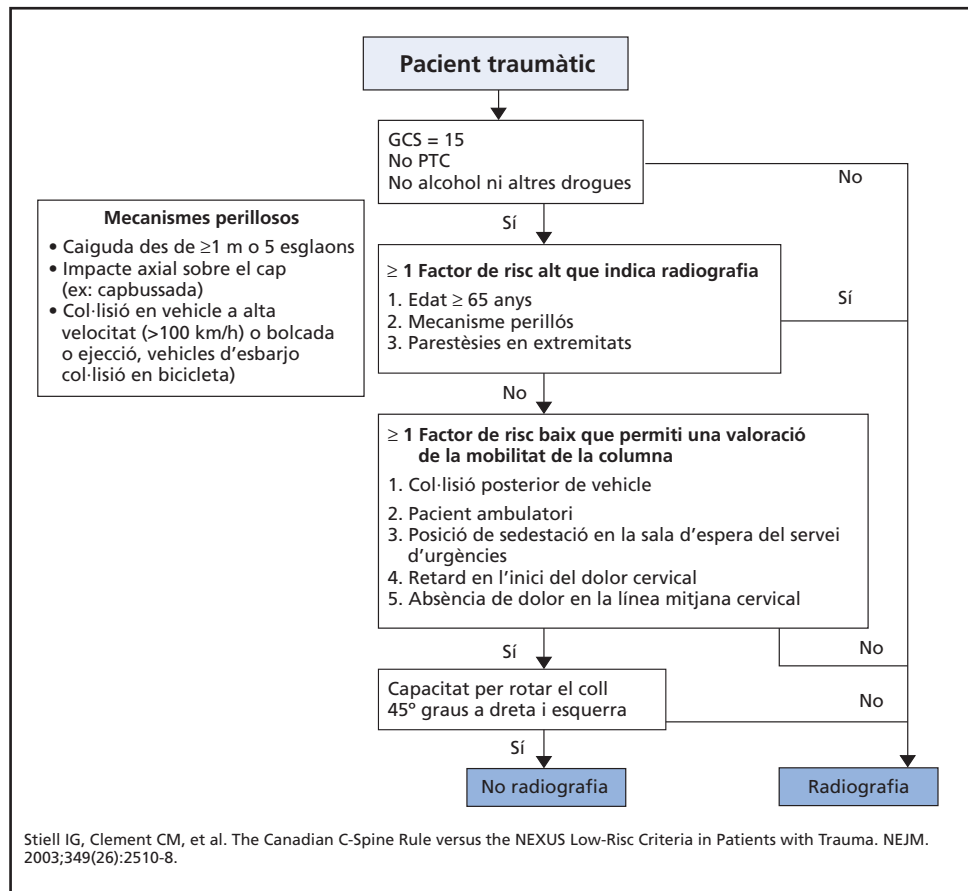 Pacient traumàtic
GCS = 15
No PTC
No alcohol ni altres drogues
No
Sí
Mecanismes perillosos
• Caiguda des de ≥1 m o 5 esglaons
• Impacte axial sobre el cap
(ex: capbussada)
• Col·lisió en vehicle a alta
velocitat (>100 km/h) o bolcada
o ejecció, vehicles d'esbarjo
col·lisió en bicicleta)
≥ 1 Factor de risc alt que indica radiografia
1. Edat ≥ 65 anys
2. Mecanisme perillós
3. Parestèsies en extremitats
Sí
No
≥ 1 Factor de risc baix que permiti una valoració
de la mobilitat de la columna
1. Col·lisió posterior de vehicle
2. Pacient ambulatori
3. Posició de sedestació en la sala d'espera del servei
d'urgències
4. Retard en l'inici del dolor cervical
5. Absència de dolor en la línea mitjana cervical
Sí
No
Capacitat per rotar el coll
45º graus a dreta i esquerra
No
Sí
No radiografia
Radiografia
Stiell IG, Clement CM, et al. The Canadian C-Spine Rule versus the NEXUS Low-Risc Criteria in Patients with Trauma. NEJM.
2003;349(26):2510-8.